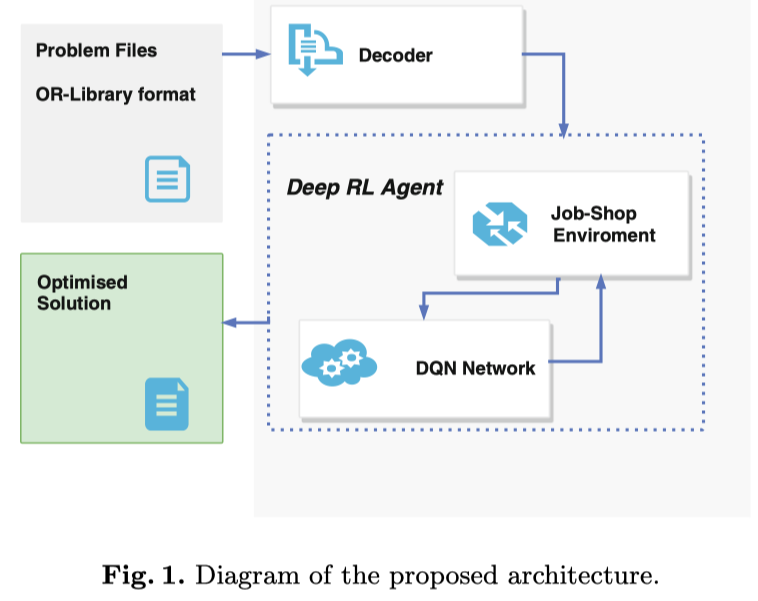 Problem Files
OR-Library format
Decoder
Deep RL Agent
Job-Shop
Enviroment
Optimised
Solution
DQN Network
Fig. 1. Diagram of the proposed architecture.